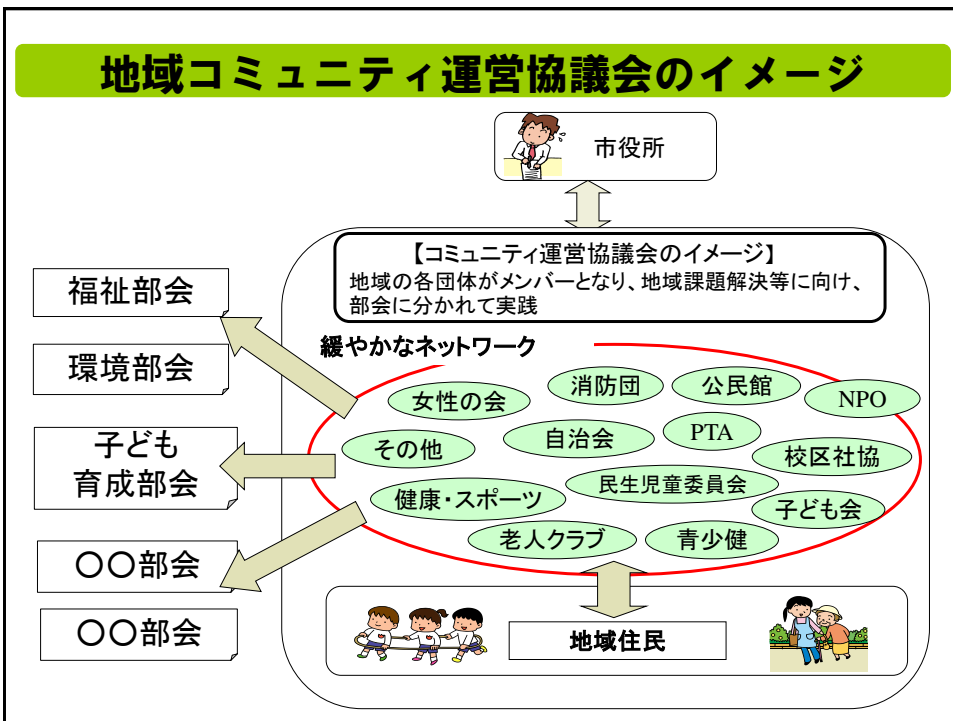 地域コミュニティ運営協議会のイメージ
市役所
【コミュニティ運営協議会のイメージ】
地域の各団体がメンバーとなり、地域課題解決等に向け、
部会に分かれて実践
福祉部会
環境部会
子ども
育成部会
〇〇部会
〇〇部会
緩やかなネットワーク
女性の会
消防団
公民館
NPO
その他
自治会
PTA
校区社協
健康・スポーツ
民生児童委員会
子ども会
老人クラブ
青少健
地域住民